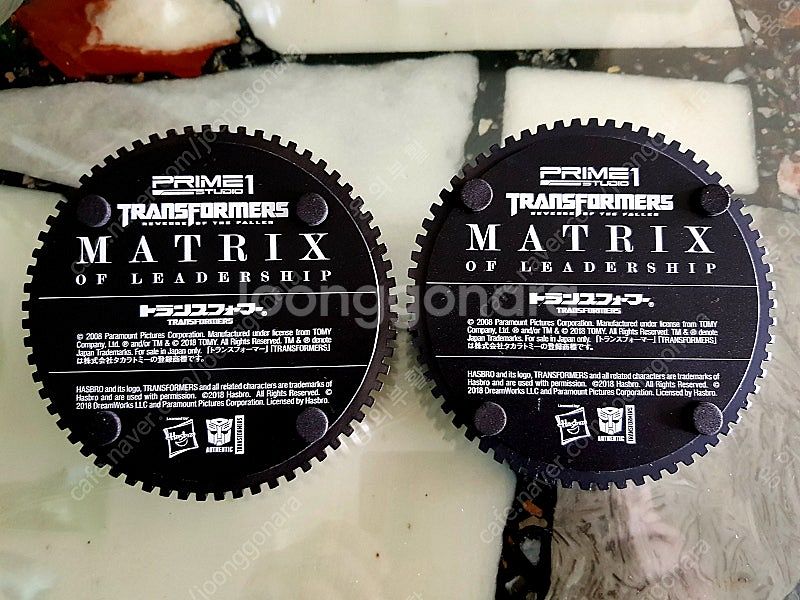 PRIME 1
STUDIO
TRANSFORMERS
REVENGE OF THE FALLEN
MATRIX
OF LEADERSHIP
トランスフォーマー®
TRANSFORMERS
© 2008 Paramount Pictures Corporation. Manufactured under license from TOMY
Company, Ltd. ® and/or TM & © 2018 TOMY. All Rights Reserved. TM & ® denote
Japan Trademarks. For sale in Japan only. 「トランスフォーマー」「TRANSFORMERS」
は株式会社タカラトミーの登録商標です。
HASBRO and its logo, TRANSFORMERS and all related characters are trademarks of
Hasbro and are used with permission. ©2018 Hasbro. All Rights Reserved. ©
2018 DreamWorks LLC and Paramount Pictures Corporation. Licensed by Hasbro.
Licensed By:
Hasbro
AUTHENTIC
TRANSFORMERS
PRIME 1
STUDIO
TRANSFORMERS
REVENGE OF THE FALLEN
MATRIX
OF LEADERSHIP
トランスフォーマー®
TRANSFORMERS
© 2008 Paramount Pictures Corporation. Manufactured under license from TOMY
Company, Ltd. ® and/or TM & © 2018 TOMY. All Rights Reserved. TM & ® denote
Japan Trademarks. For sale in Japan only. 「トランスフォーマー」「TRANSFORMERS」
は株式会社タカラトミーの登録商標です。
HASBRO and its logo, TRANSFORMERS and all related characters are trademarks of
Hasbro and are used with permission. ©2018 Hasbro. All Rights Reserved. ©
2018 DreamWorks LLC and Paramount Pictures Corporation. Licensed by Hasbro.
Licensed By:
Hasbro
AUTHENTIC
TRANSFORMERS
joonggonara
cafe.naver.com/joonggonara